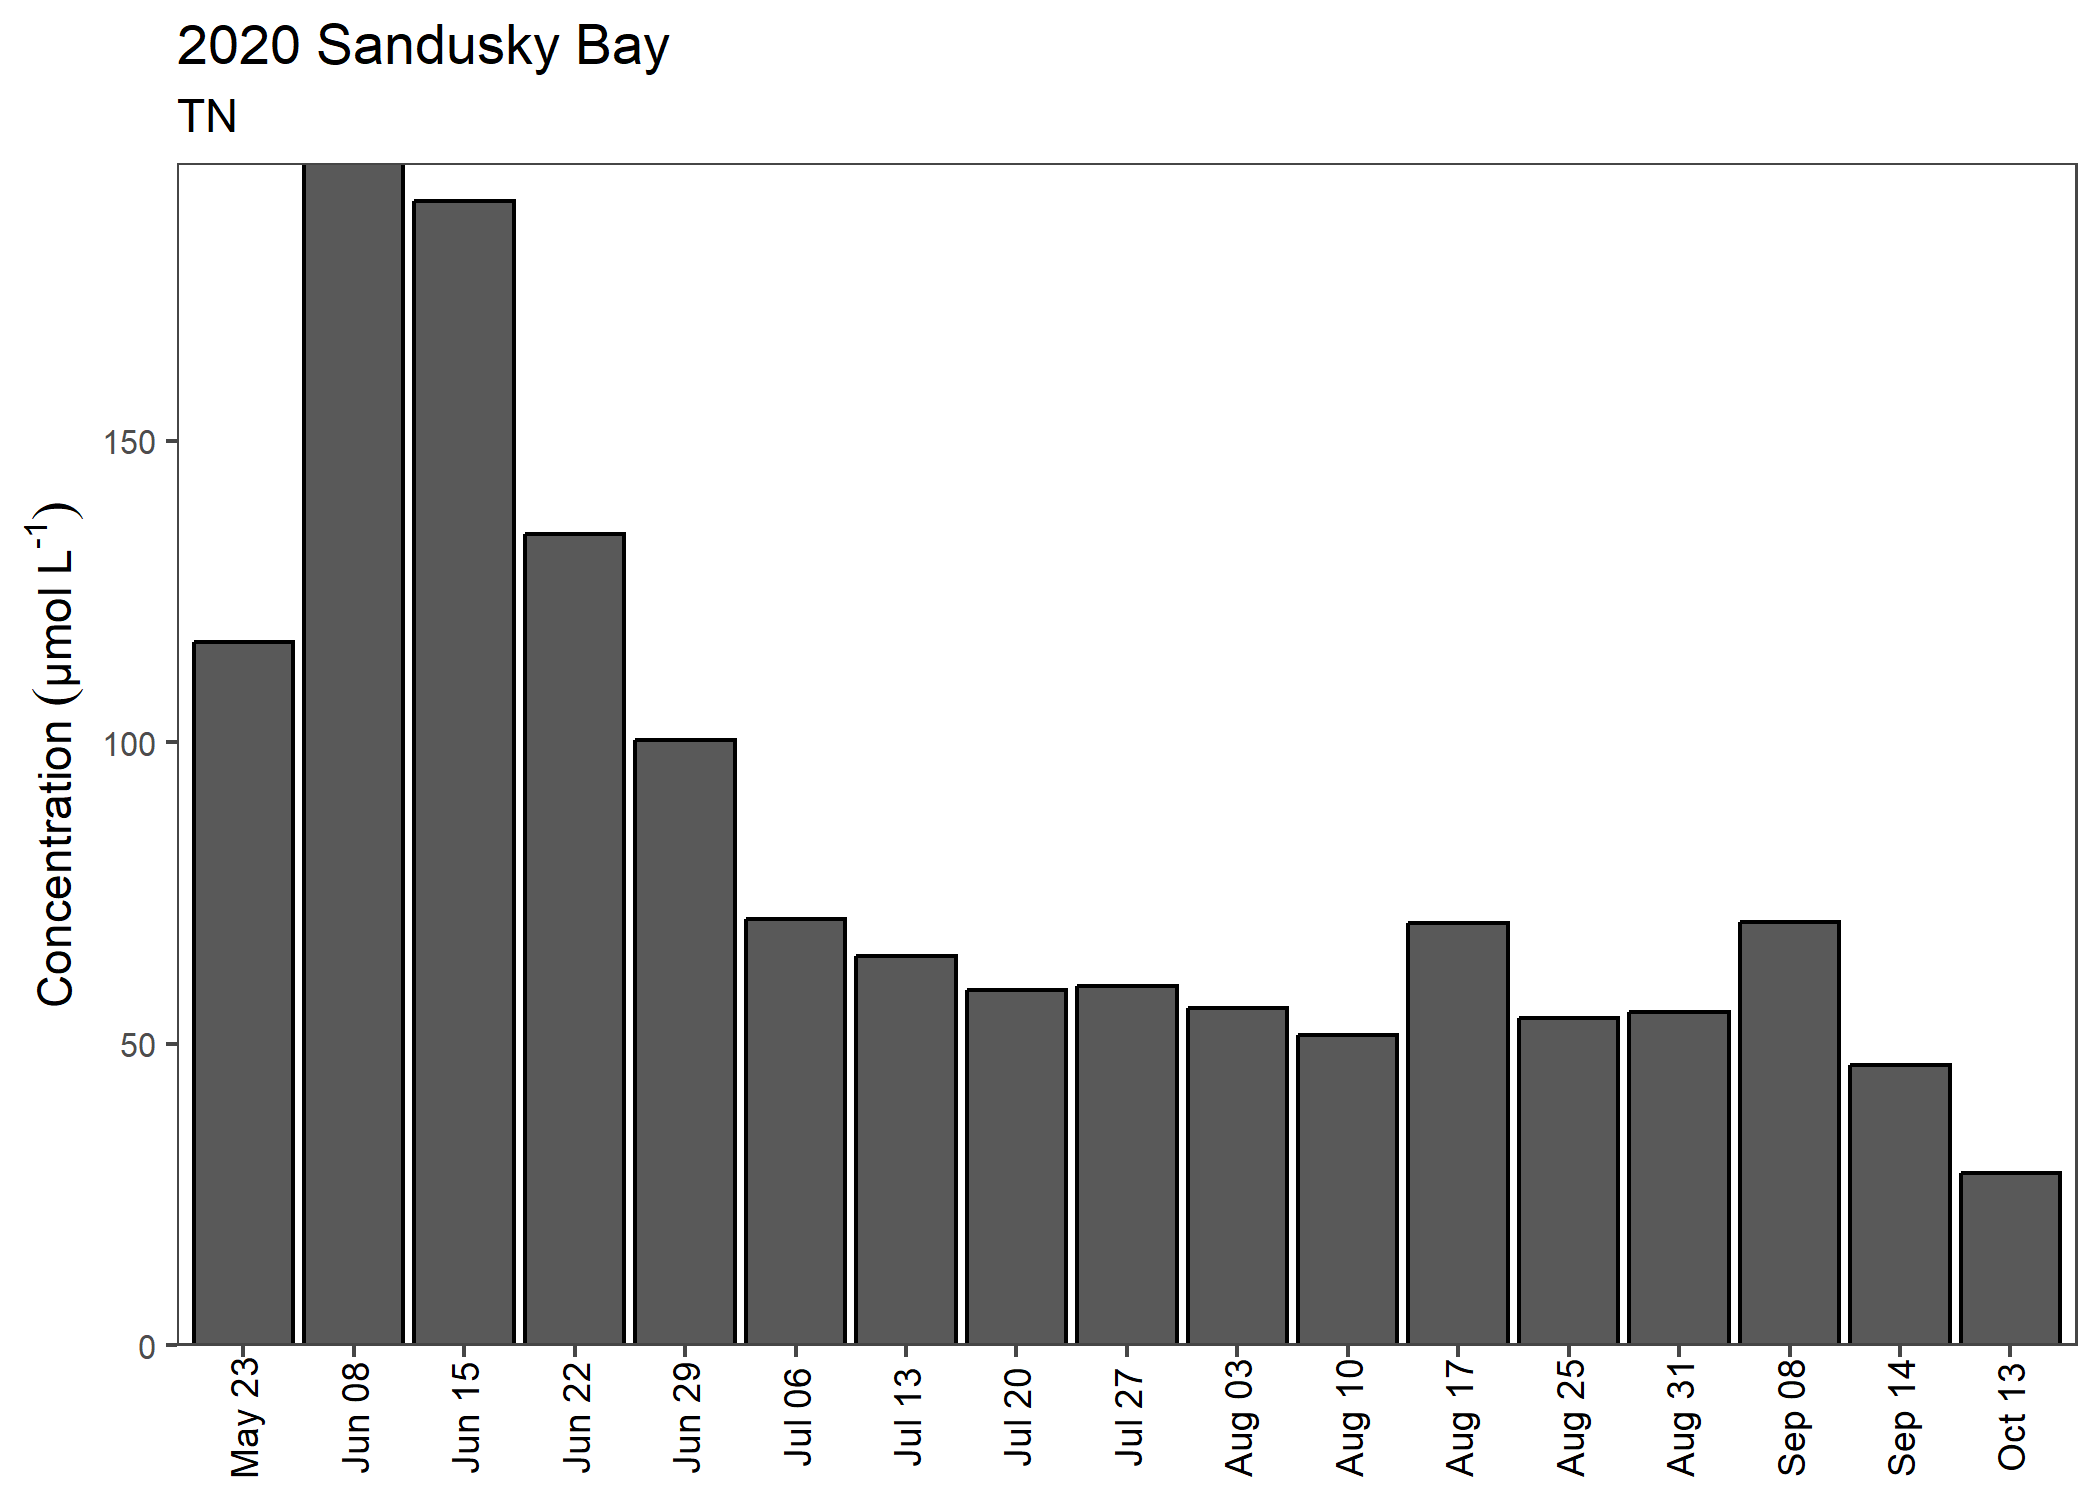 2020 Sandusky Bay
TN
Concentration (µmol L⁻¹)
150
100
50
0
May 23
Jun 08
Jun 15
Jun 22
Jun 29
Jul 06
Jul 13
Jul 20
Jul 27
Aug 03
Aug 10
Aug 17
Aug 25
Aug 31
Sep 08
Sep 14
Oct 13